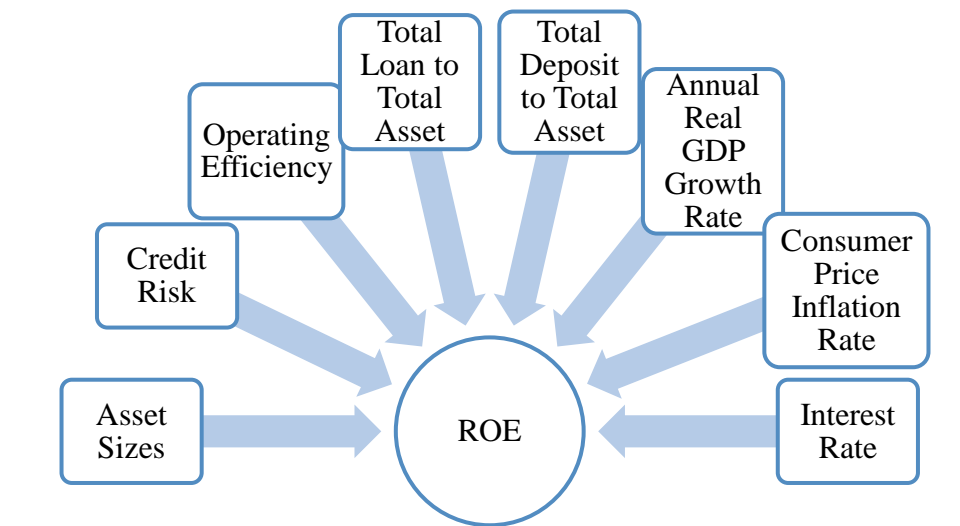 Total
Loan to
Total
Asset
Total
Deposit
to Total
Asset
Annual
Real
GDP
Growth
Rate
Operating
Efficiency
Consumer
Price
Inflation
Rate
Credit
Risk
Asset
Sizes
ROE
Interest
Rate